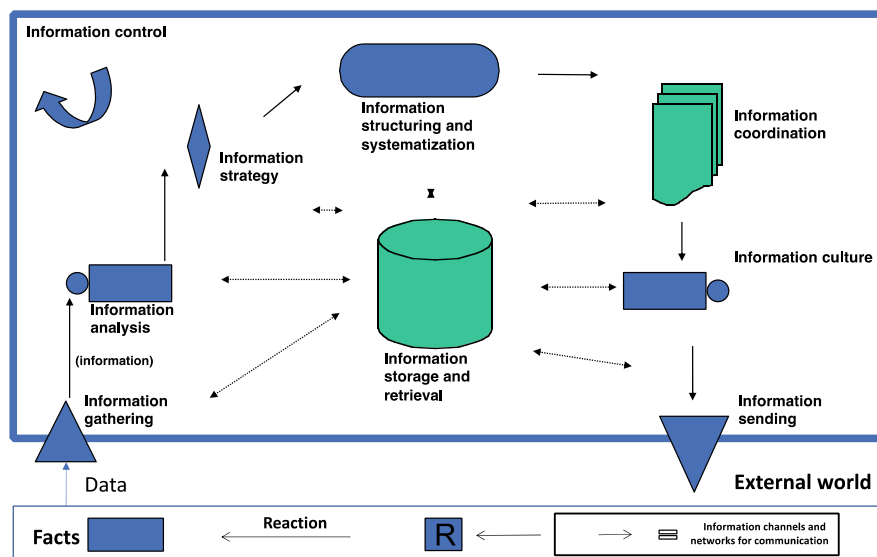 Information control
Information
structuring and
systematization
Information
coordination
Information
strategy
Information culture
Information
analysis
(information)
Information
storage and
retrieval
Information
gathering
Information
sending
Data
External world
Facts
Reaction
R
Information channels and
networks for communication